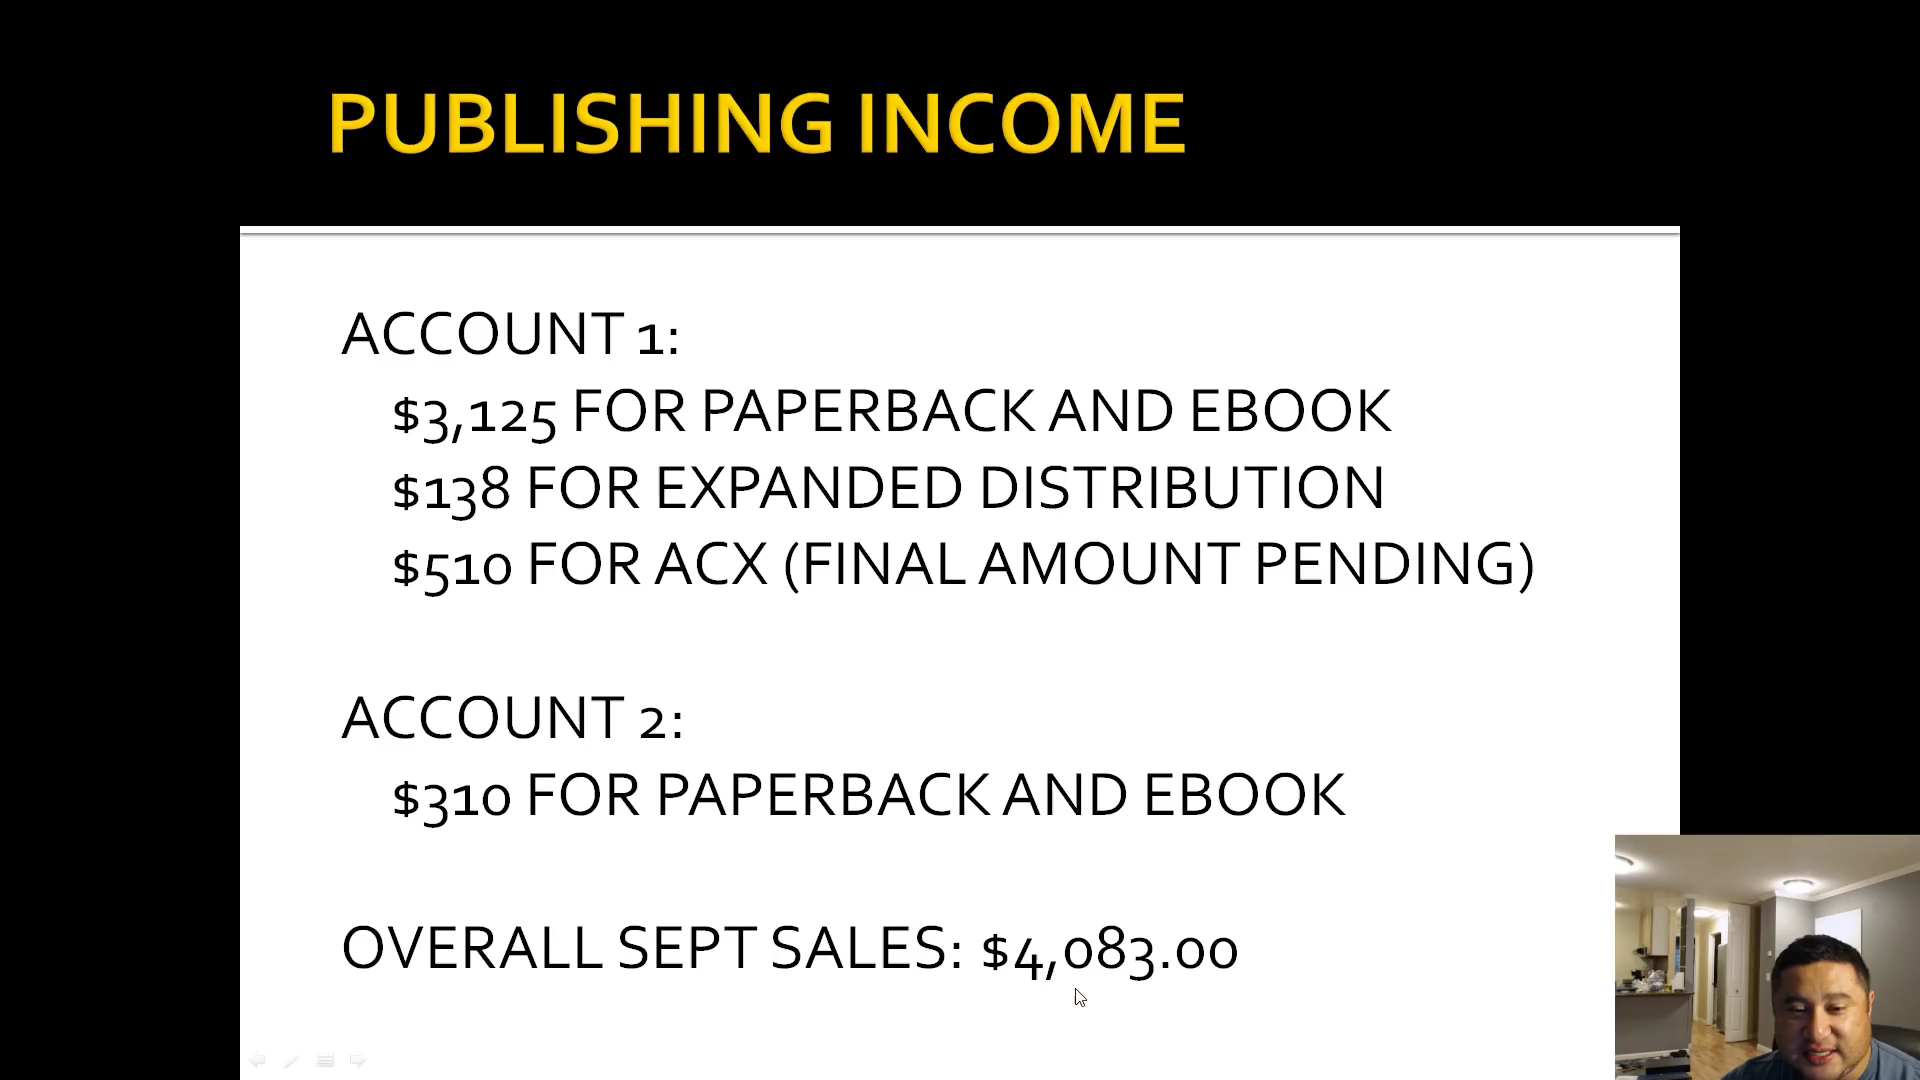 PUBLISHING INCOME
ACCOUNT 1:
$3,125 FOR PAPERBACK AND EBOOK
$138 FOR EXPANDED DISTRIBUTION
$510 FOR ACX (FINAL AMOUNT PENDING)
ACCOUNT 2:
$310 FOR PAPERBACK AND EBOOK
OVERALL SEPT SALES: $4,083.00